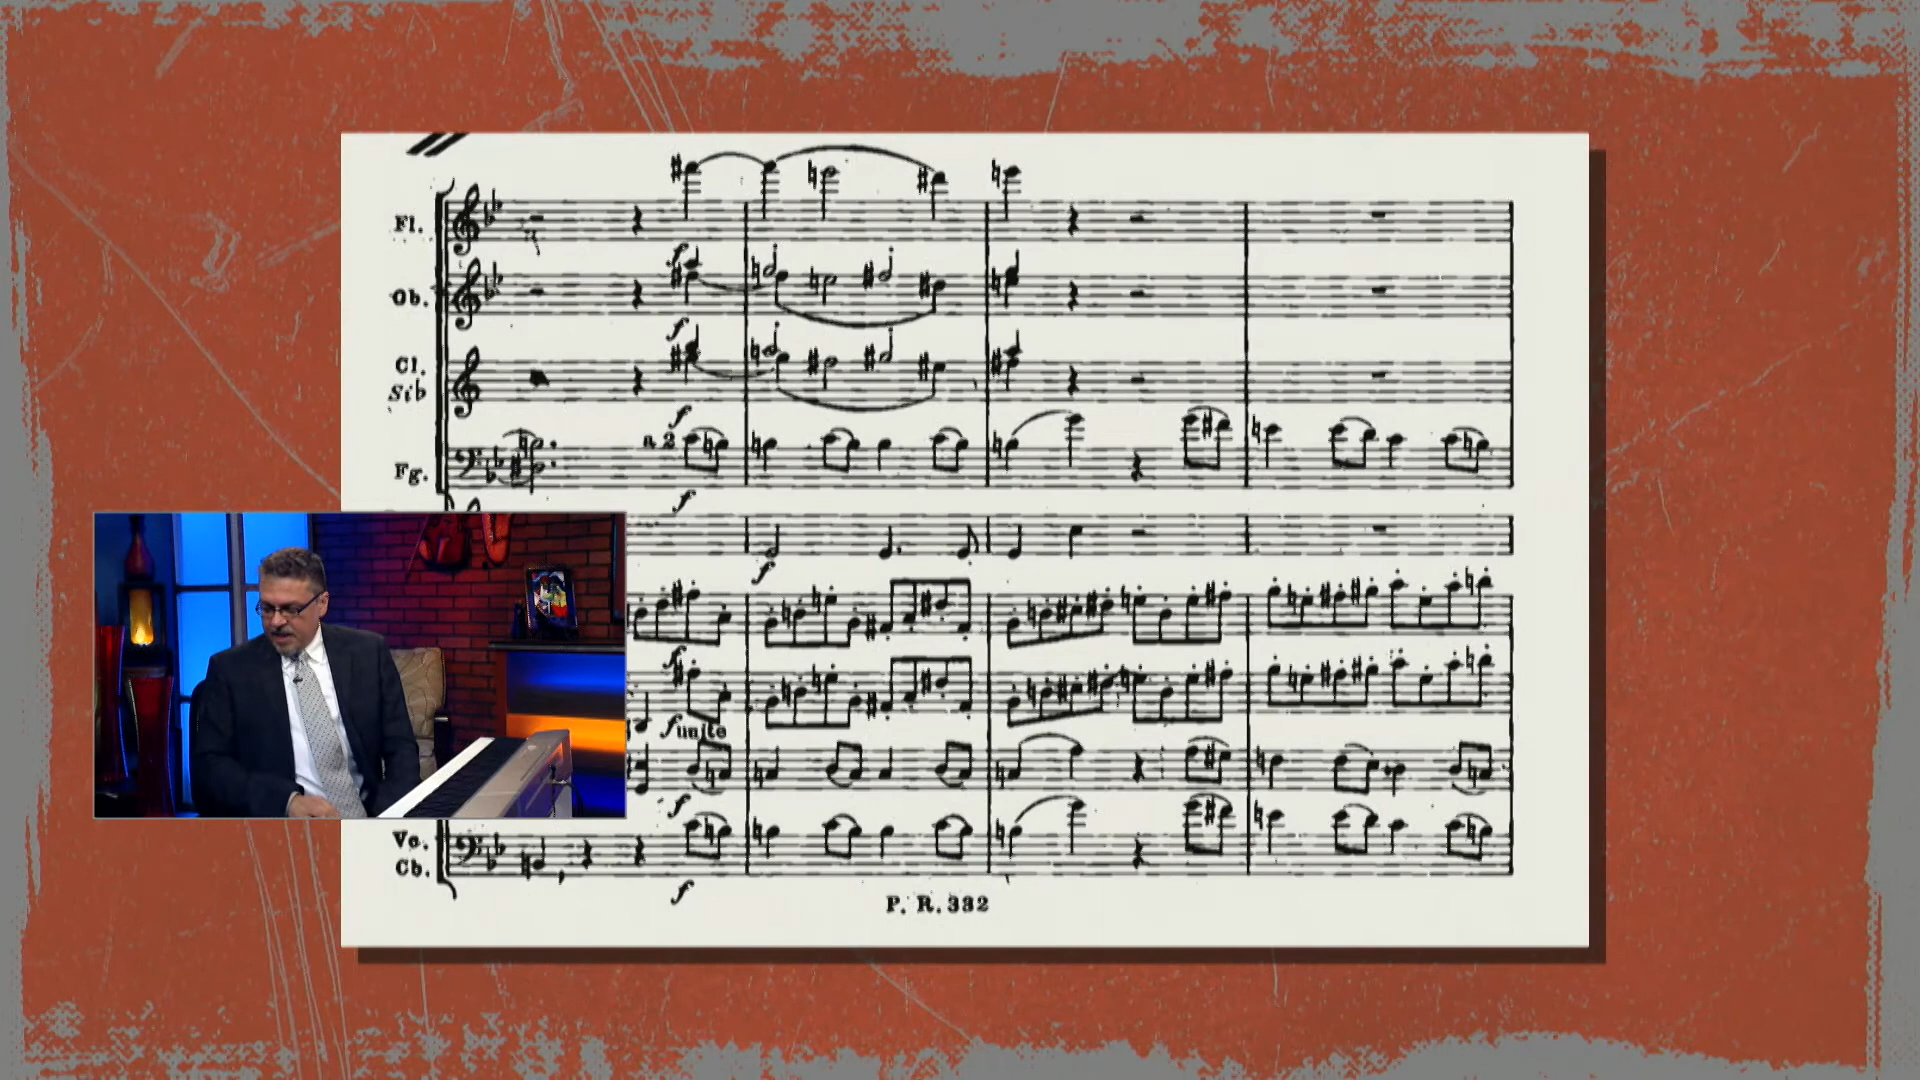 Fl.
f
Ob.
f
Cl.
Sib
f
a 2
Fg.
f
f
f
f unite
f
Vc.
Cb.
f
P. R. 332